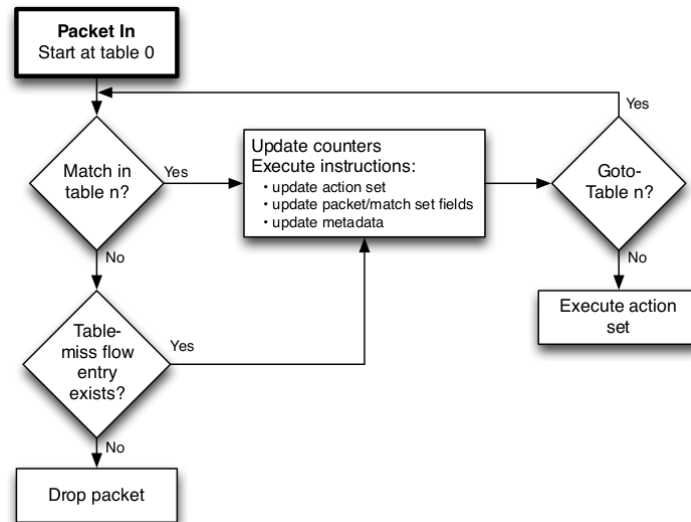 Packet In
Start at table 0
Yes
Match in
table n?
Yes
Update counters
Execute instructions:
• update action set
• update packet/match set fields
• update metadata
Goto-
Table n?
No
No
Table-
miss flow
entry
exists?
Yes
Execute action
set
No
Drop packet